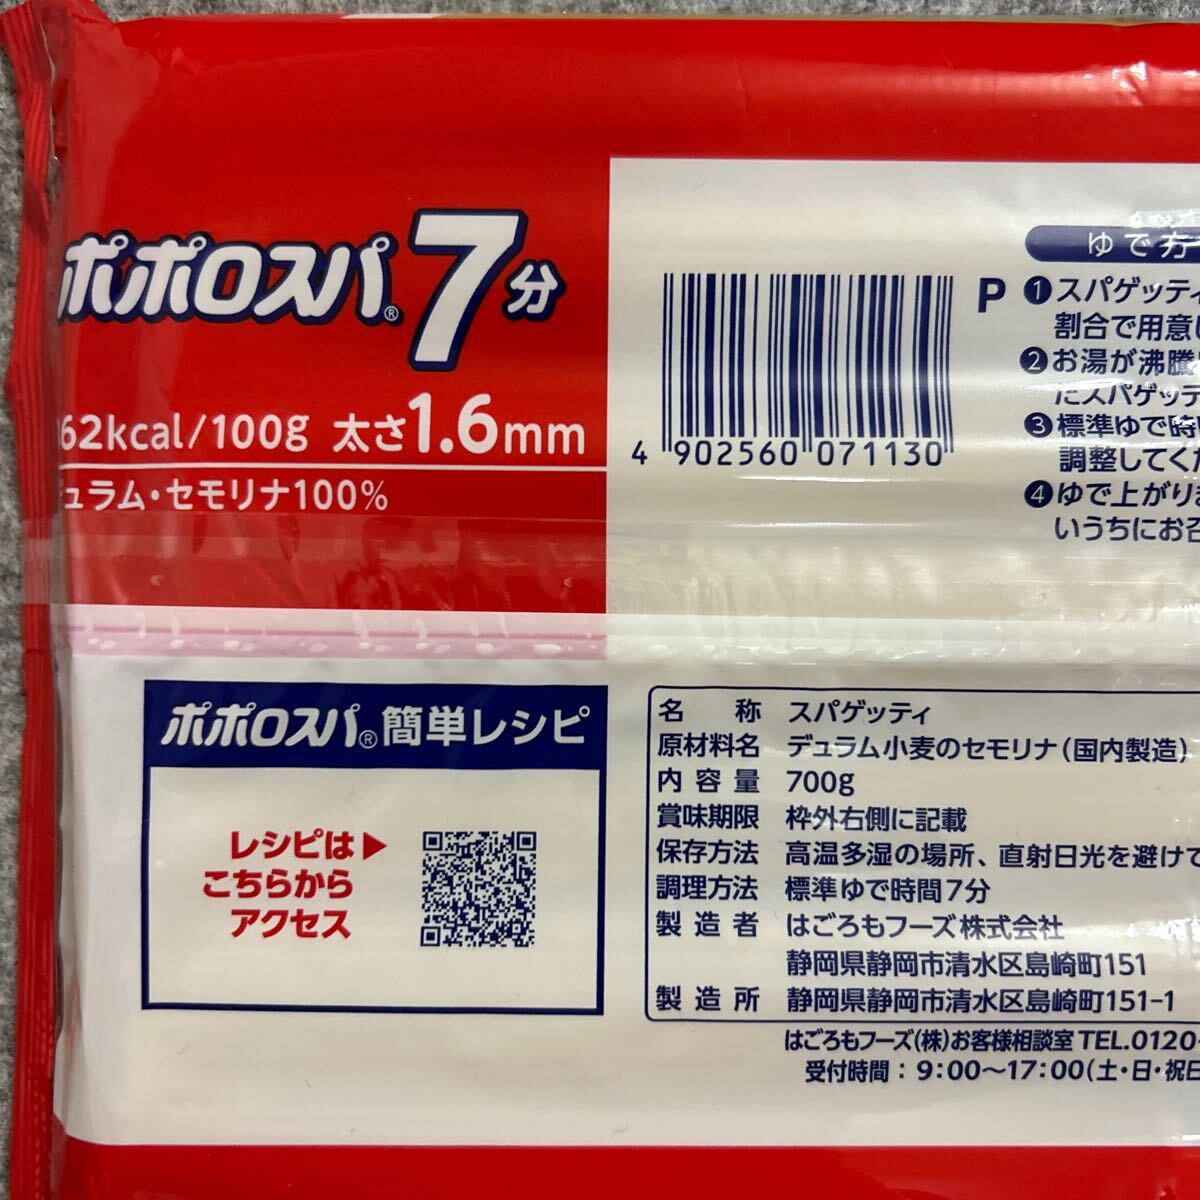 ポポロスパ® 7分
62kcal/100g 太さ1.6mm
ュラム・セモリナ100%
4 902560 071130
P
ゆで方
❶スパゲッティ
割合で用意し
❷お湯が沸騰
たスパゲッテ
❸標準ゆで時
調整してくだ
❹ゆで上がりま
いうちにお召
ポポロスパ®簡単レシピ
レシピは▶
こちらから
アクセス
名称 スパゲッティ
原材料名 デュラム小麦のセモリナ(国内製造)
内容量 700g
賞味期限 枠外右側に記載
保存方法 高温多湿の場所、直射日光を避けて
調理方法 標準ゆで時間7分
製造者 はごろもフーズ株式会社
静岡県静岡市清水区島崎町151
製造所 静岡県静岡市清水区島崎町151-1
はごろもフーズ(株)お客様相談室 TEL.0120-
受付時間：9:00〜17:00(土・日・祝日